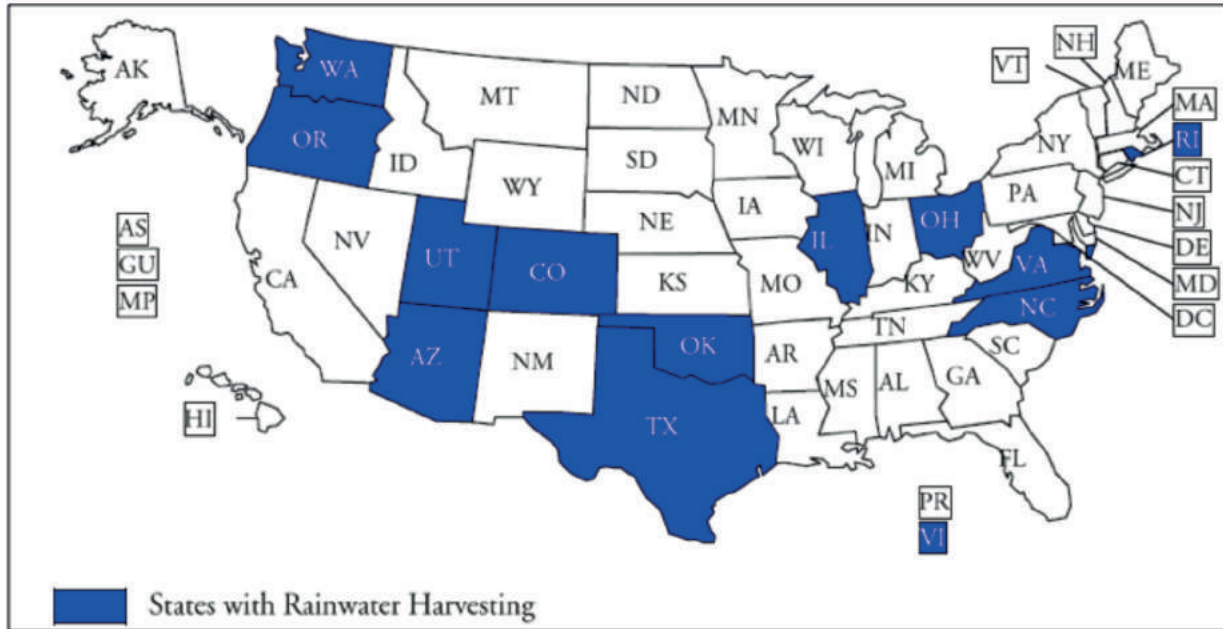 AK
WA
MT
ND
MN
VT
NH
ME
OR
ID
WY
SD
WI
MI
NY
MA
RI
CT
NJ
DE
MD
DC
AS
GU
MP
CA
NV
UT
CO
NE
KS
IA
MO
IL
IN
OH
PA
WV
VA
KY
NC
TN
SC
AZ
NM
OK
AR
TX
LA
MS
AL
GA
FL
HI
PR
VI
States with Rainwater Harvesting